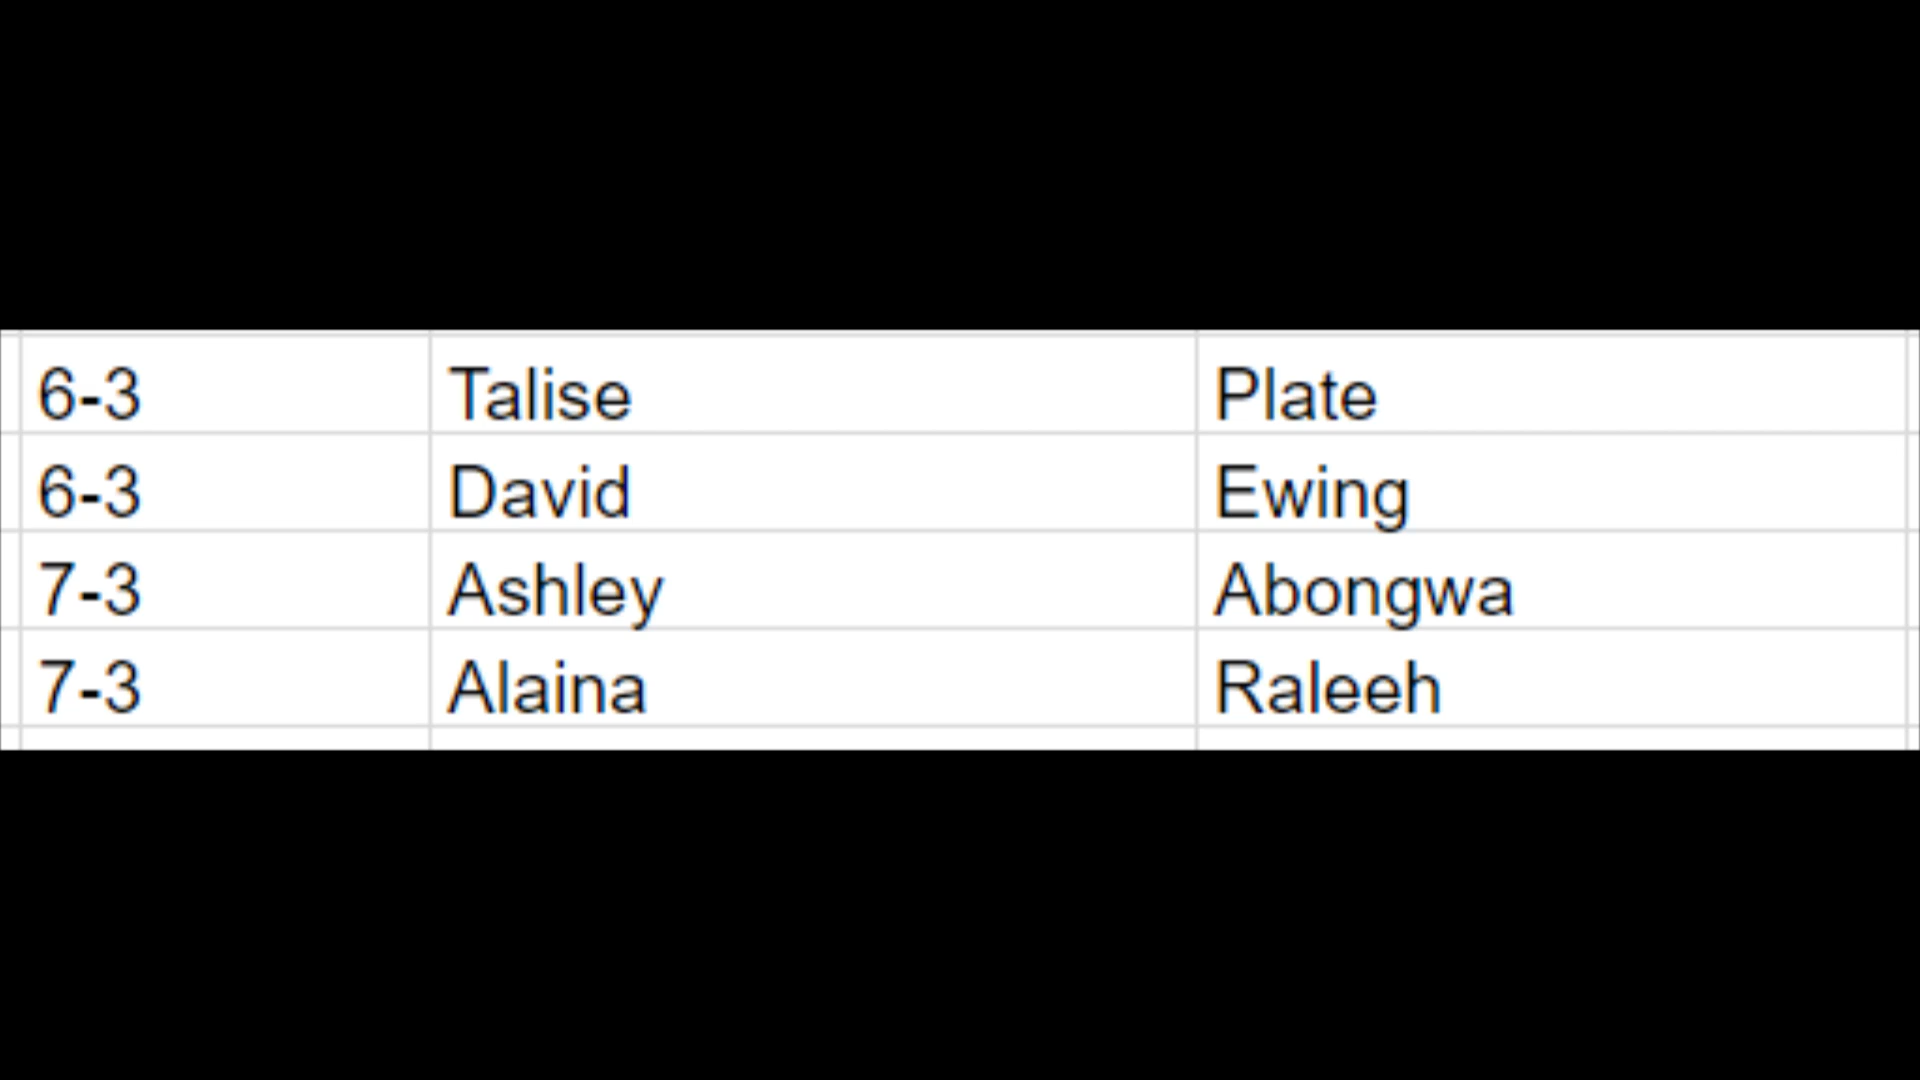 6-3 Talise Plate
6-3 David Ewing
7-3 Ashley Abongwa
7-3 Alaina Raleeh